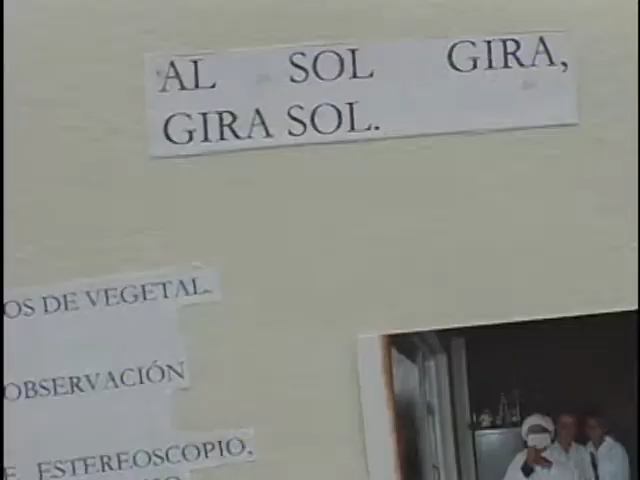 AL SOL GIRA,
GIRA SOL.
OS DE VEGETAL.
OBSERVACIÓN
E ESTEREOSCOPIO.